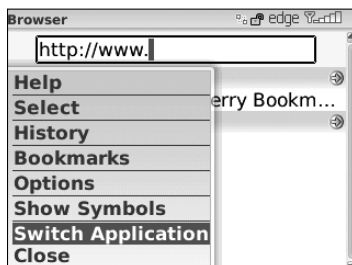 Browser edge
http://www.
Help
Select
erry Bookm...
History
Bookmarks
Options
Show Symbols
Switch Application
Close